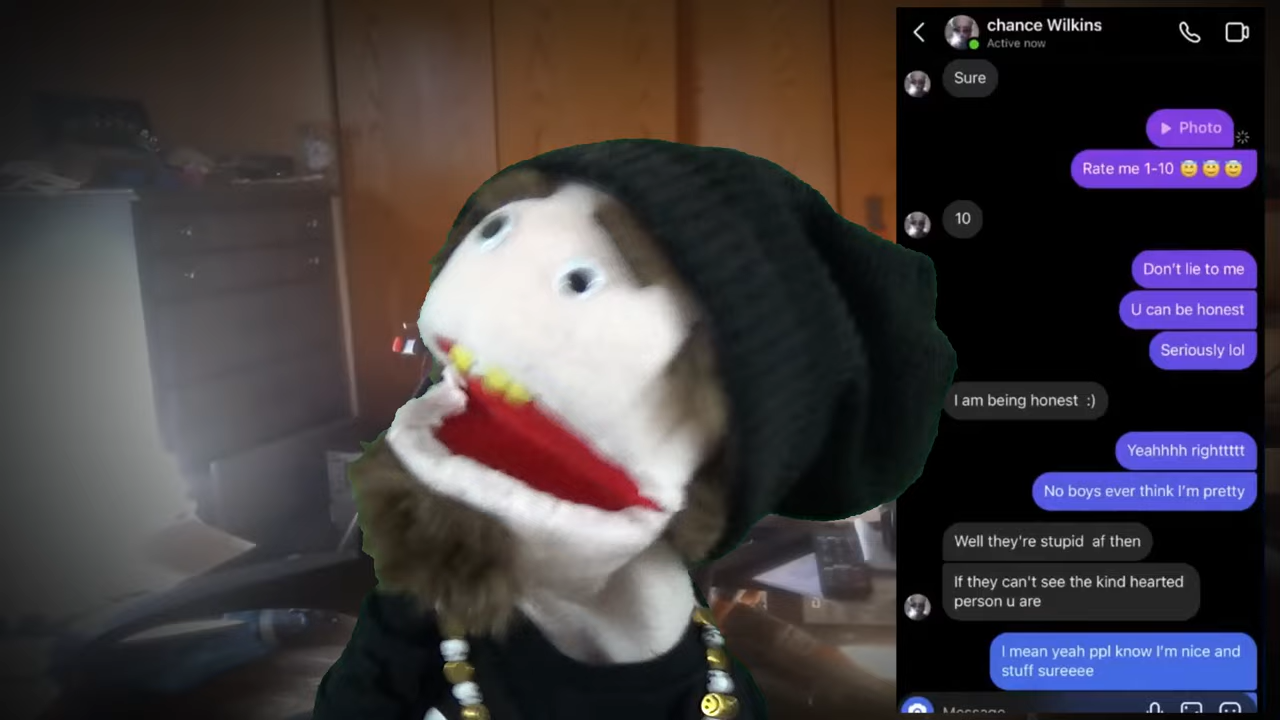 chance Wilkins
Active now
Sure
Photo
Rate me 1-10 😇😇😇
10
Don't lie to me
U can be honest
Seriously lol
I am being honest :)
Yeahhhh righttttt
No boys ever think I'm pretty
Well they're stupid af then
If they can't see the kind hearted
person u are
I mean yeah ppl know I'm nice and
stuff sureeee
Message